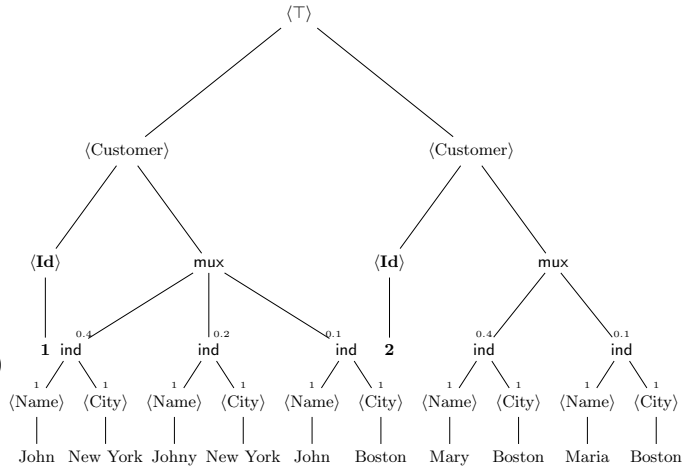 ⟨⊤⟩
⟨Customer⟩ ⟨Customer⟩
⟨Id⟩ mux ⟨Id⟩ mux
0.4 0.2 0.1 0.4 0.1
1 ind ind ind 2 ind ind
1 1 1 1 1 1 1 1 1 1
⟨Name⟩ ⟨City⟩ ⟨Name⟩ ⟨City⟩ ⟨Name⟩ ⟨City⟩ ⟨Name⟩ ⟨City⟩ ⟨Name⟩ ⟨City⟩
John New York Johny New York John Boston Mary Boston Maria Boston